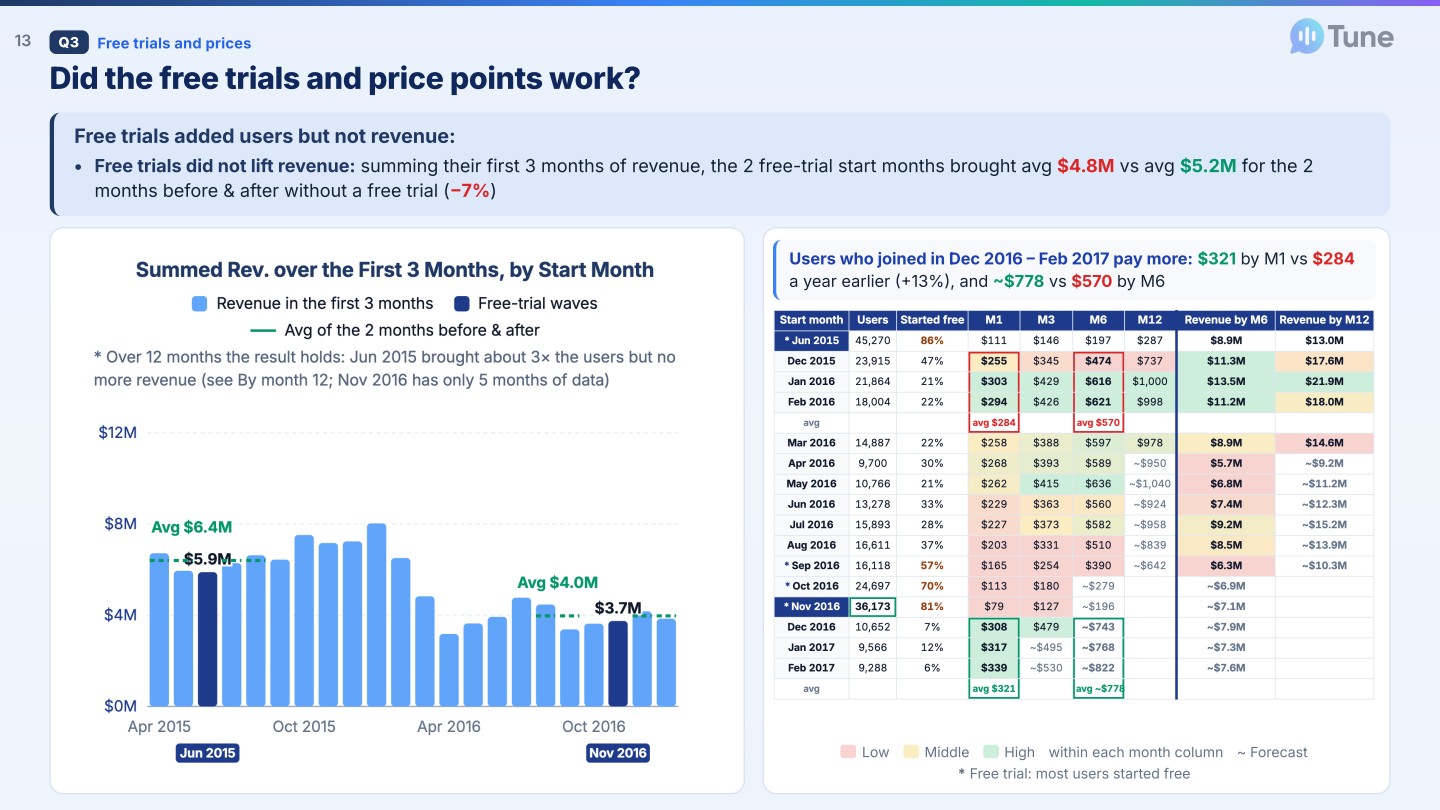 13 Q3 Free trials and prices
Tune
Did the free trials and price points work?
Free trials added users but not revenue:
• Free trials did not lift revenue: summing their first 3 months of revenue, the 2 free-trial start months brought avg $4.8M vs avg $5.2M for the 2
months before & after without a free trial (−7%)
Summed Rev. over the First 3 Months, by Start Month
Revenue in the first 3 months Free-trial waves
Avg of the 2 months before & after
* Over 12 months the result holds: Jun 2015 brought about 3× the users but no
more revenue (see By month 12; Nov 2016 has only 5 months of data)
$12M
$8M
Avg $6.4M
$5.9M
Avg $4.0M
$4M
$3.7M
$0M
Apr 2015 Oct 2015 Apr 2016 Oct 2016
Jun 2015 Nov 2016
Users who joined in Dec 2016 – Feb 2017 pay more: $321 by M1 vs $284
a year earlier (+13%), and ~$778 vs $570 by M6
Start month Users Started free M1 M3 M6 M12 Revenue by M6 Revenue by M12
* Jun 2015 45,270 86% $111 $146 $197 $287 $8.9M $13.0M
Dec 2015 23,915 47% $255 $345 $474 $737 $11.3M $17.6M
Jan 2016 21,864 21% $303 $429 $616 $1,000 $13.5M $21.9M
Feb 2016 18,004 22% $294 $426 $621 $998 $11.2M $18.0M
avg avg $284 avg $570
Mar 2016 14,887 22% $258 $388 $597 $978 $8.9M $14.6M
Apr 2016 9,700 30% $268 $393 $589 ~$950 $5.7M ~$9.2M
May 2016 10,766 21% $262 $415 $636 ~$1,040 $6.8M ~$11.2M
Jun 2016 13,278 33% $229 $363 $560 ~$924 $7.4M ~$12.3M
Jul 2016 15,893 28% $227 $373 $582 ~$958 $9.2M ~$15.2M
Aug 2016 16,611 37% $203 $331 $510 ~$839 $8.5M ~$13.9M
* Sep 2016 16,118 57% $165 $254 $390 ~$642 $6.3M ~$10.3M
* Oct 2016 24,697 70% $113 $180 ~$279 ~$6.9M
* Nov 2016 36,173 81% $79 $127 ~$196 ~$7.1M
Dec 2016 10,652 7% $308 $479 ~$743 ~$7.9M
Jan 2017 9,566 12% $317 ~$495 ~$768 ~$7.3M
Feb 2017 9,288 6% $339 ~$530 ~$822 ~$7.6M
avg avg $321 avg ~$778
Low Middle High within each month column ~ Forecast
* Free trial: most users started free